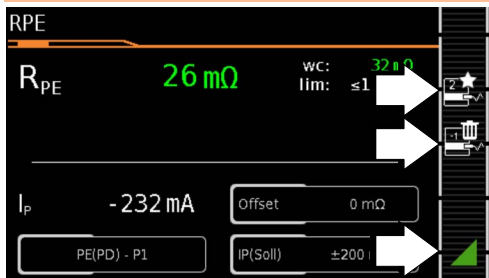 RPE
RPE 26 mΩ wc: 32 mΩ
lim: ≤1
2
-1
IP -232 mA Offset 0 mΩ
PE(PD) - P1 IP(Soll) ±200